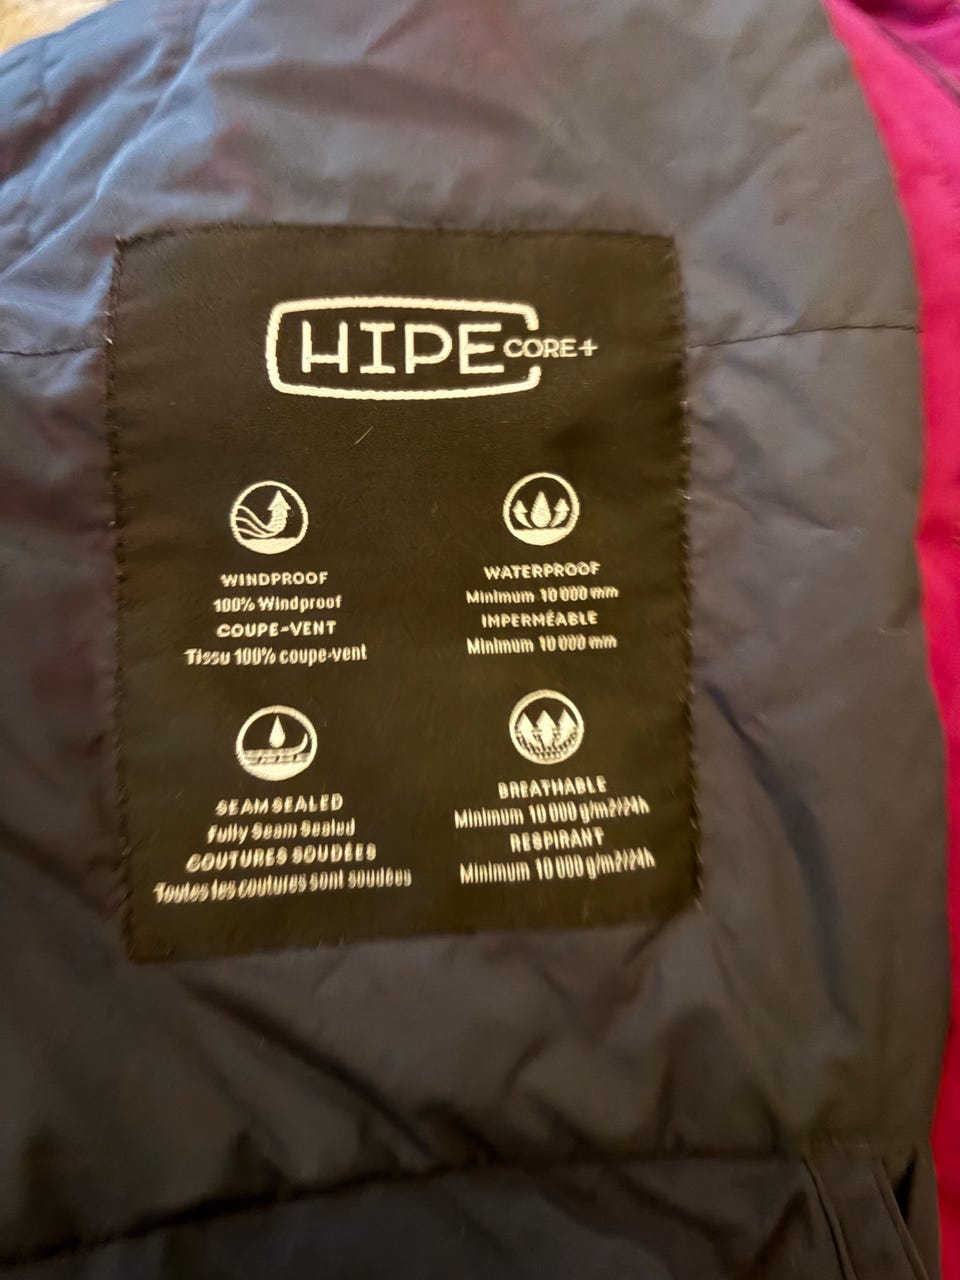 HIPE CORE+
WINDPROOF
100% Windproof
COUPE-VENT
Tissu 100% coupe-vent
WATERPROOF
Minimum 10 000 mm
IMPERMÉABLE
Minimum 10 000 mm
SEAM SEALED
Fully Seam Sealed
COUTURES SOUDÉES
Toutes les coutures sont soudées
BREATHABLE
Minimum 10 000 g/m2/24h
RESPIRANT
Minimum 10 000 g/m2/24h